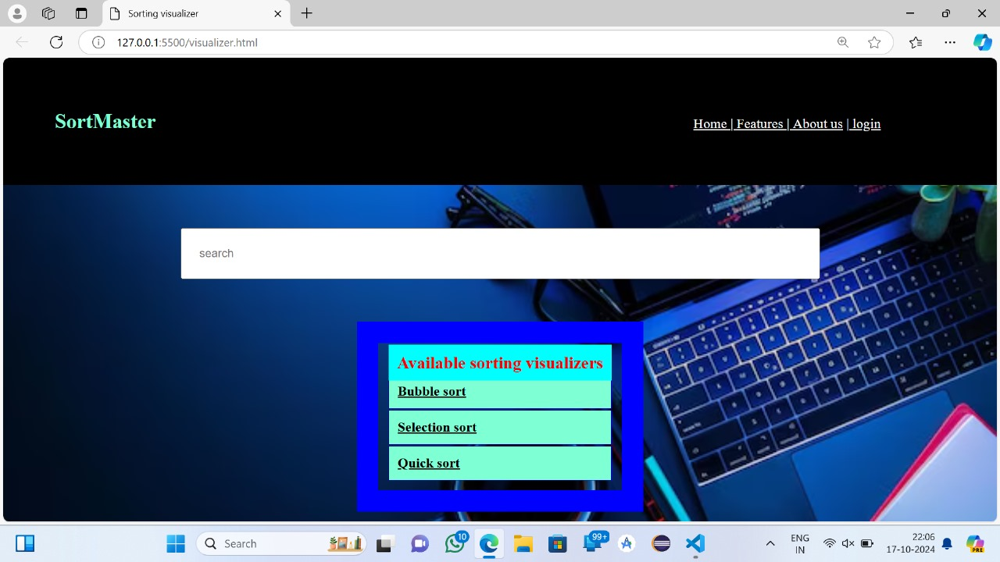 Sorting visualizer
127.0.0.1:5500/visualizer.html
SortMaster
Home | Features | About us | login
search
Available sorting visualizers
Bubble sort
Selection sort
Quick sort
Search
10
99+
ENG
IN
22:06
17-10-2024
PRE